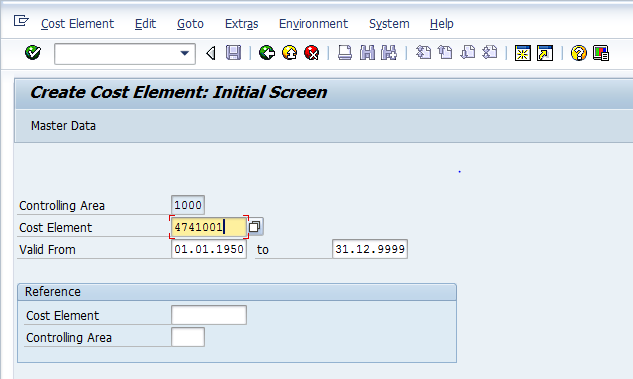 Cost Element Edit Goto Extras Environment System Help
Create Cost Element: Initial Screen
Master Data
Controlling Area 1000
Cost Element 4741001
Valid From 01.01.1950 to 31.12.9999
Reference
Cost Element
Controlling Area